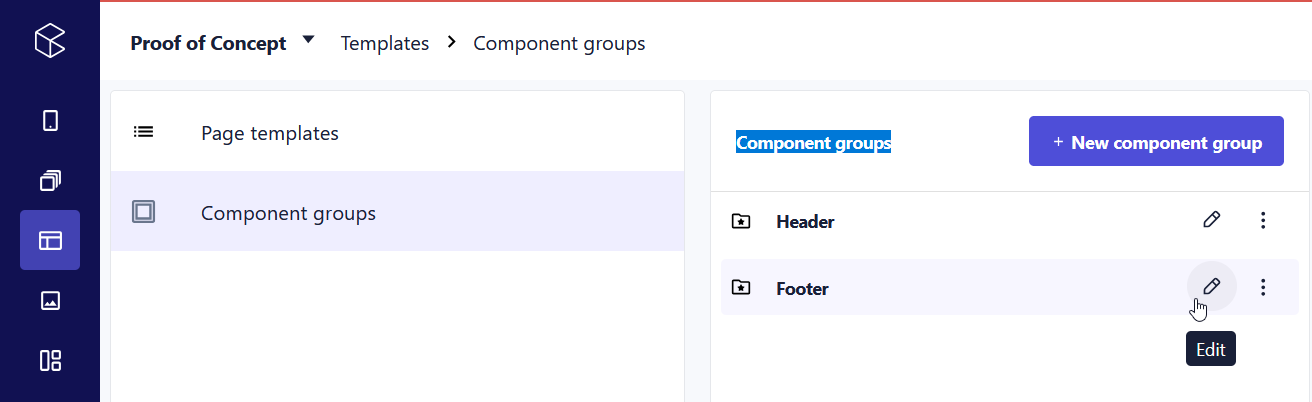 Proof of Concept Templates Component groups
Page templates
Component groups
Component groups
+ New component group
Header
Footer
Edit